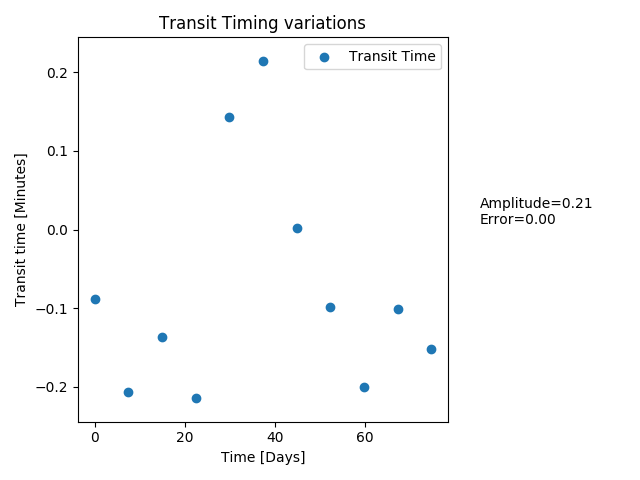 Transit Timing variations
Transit Time
0.2
0.1
0.0
−0.1
−0.2
Transit time [Minutes]
Amplitude=0.21
Error=0.00
0
20
40
60
Time [Days]